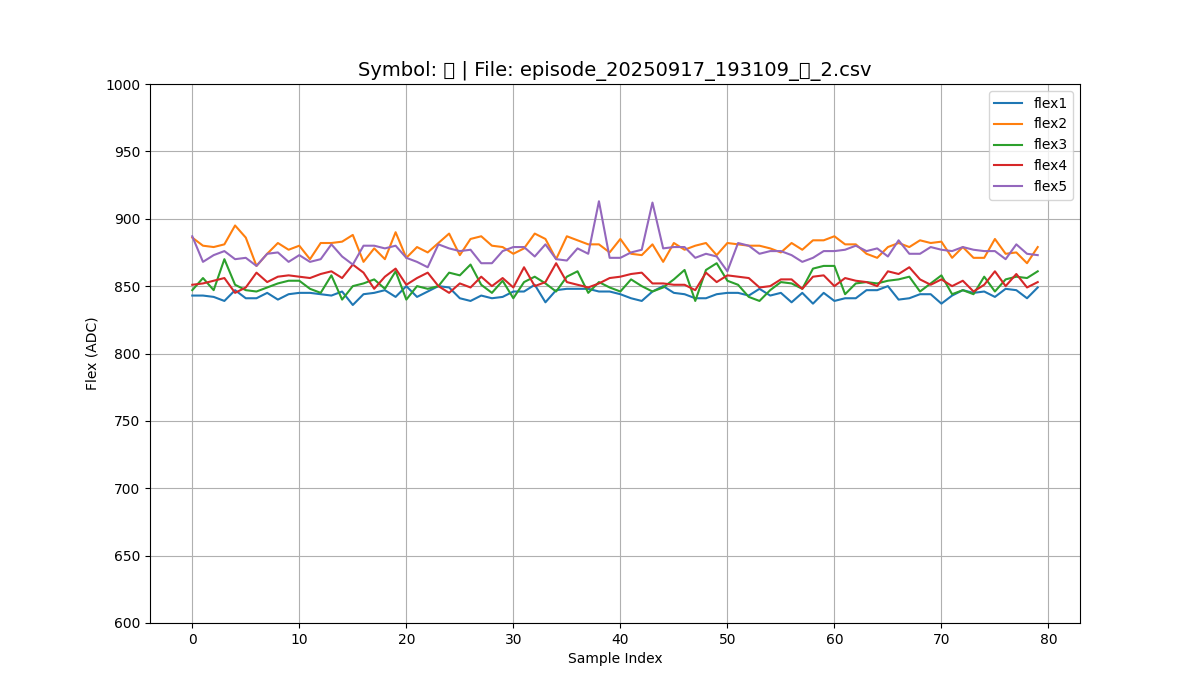 Symbol: | File: episode_20250917_193109_ _2.csv
flex1
flex2
flex3
flex4
flex5
1000
950
900
850
800
750
700
650
600
Flex (ADC)
0 10 20 30 40 50 60 70 80
Sample Index